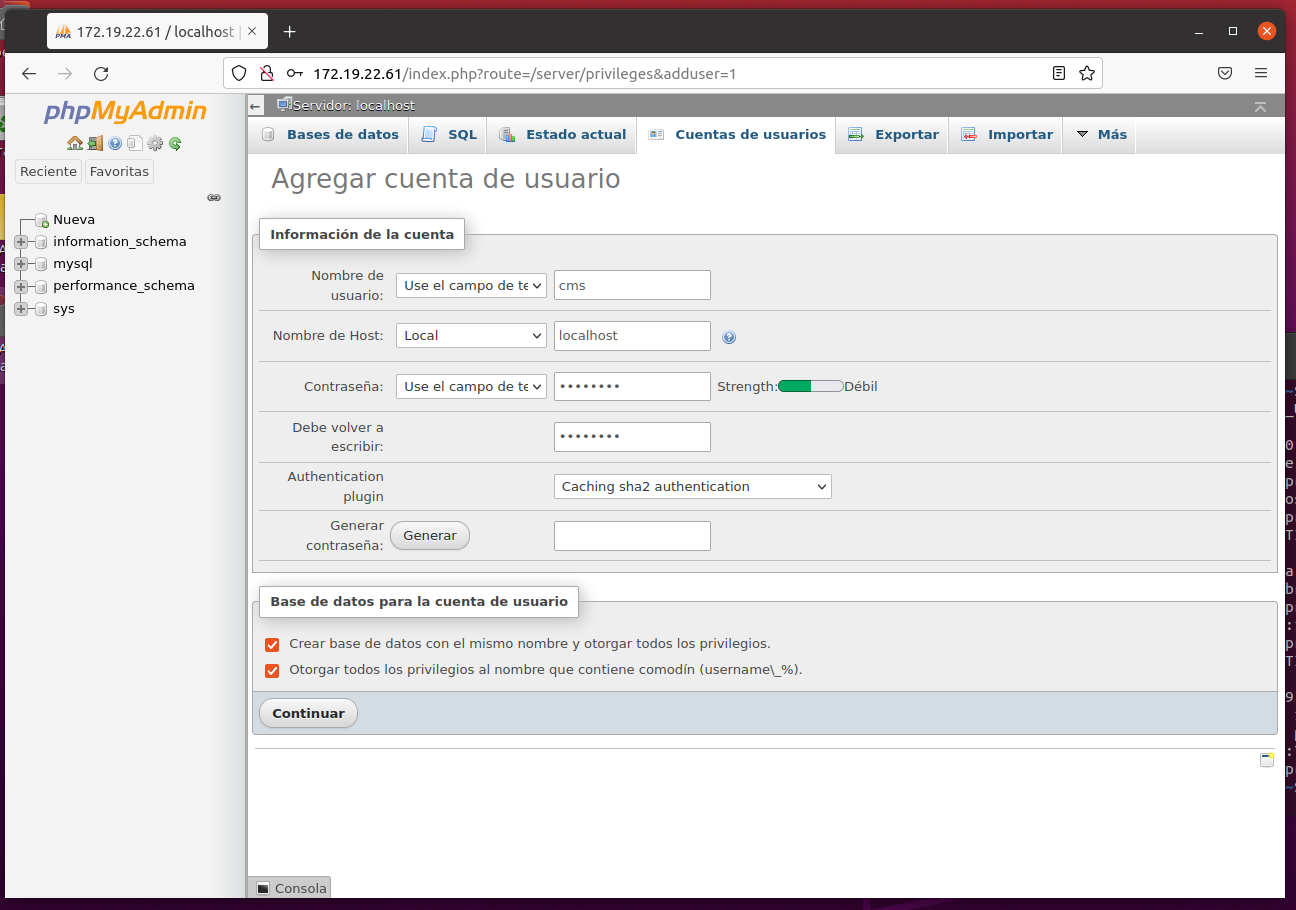 172.19.22.61 / localhost |
172.19.22.61/index.php?route=/server/privileges&adduser=1
phpMyAdmin
Reciente Favoritas
Nueva
information_schema
mysql
performance_schema
sys
Servidor: localhost
Bases de datos SQL Estado actual Cuentas de usuarios Exportar Importar Más
Agregar cuenta de usuario
Información de la cuenta
Nombre de
usuario: Use el campo de te cms
Nombre de Host: Local localhost
Contraseña: Use el campo de te •••••••• Strength: Débil
Debe volver a
escribir: ••••••••
Authentication
plugin Caching sha2 authentication
Generar
contraseña: Generar
Base de datos para la cuenta de usuario
Crear base de datos con el mismo nombre y otorgar todos los privilegios.
Otorgar todos los privilegios al nombre que contiene comodín (username\_%).
Continuar
Consola